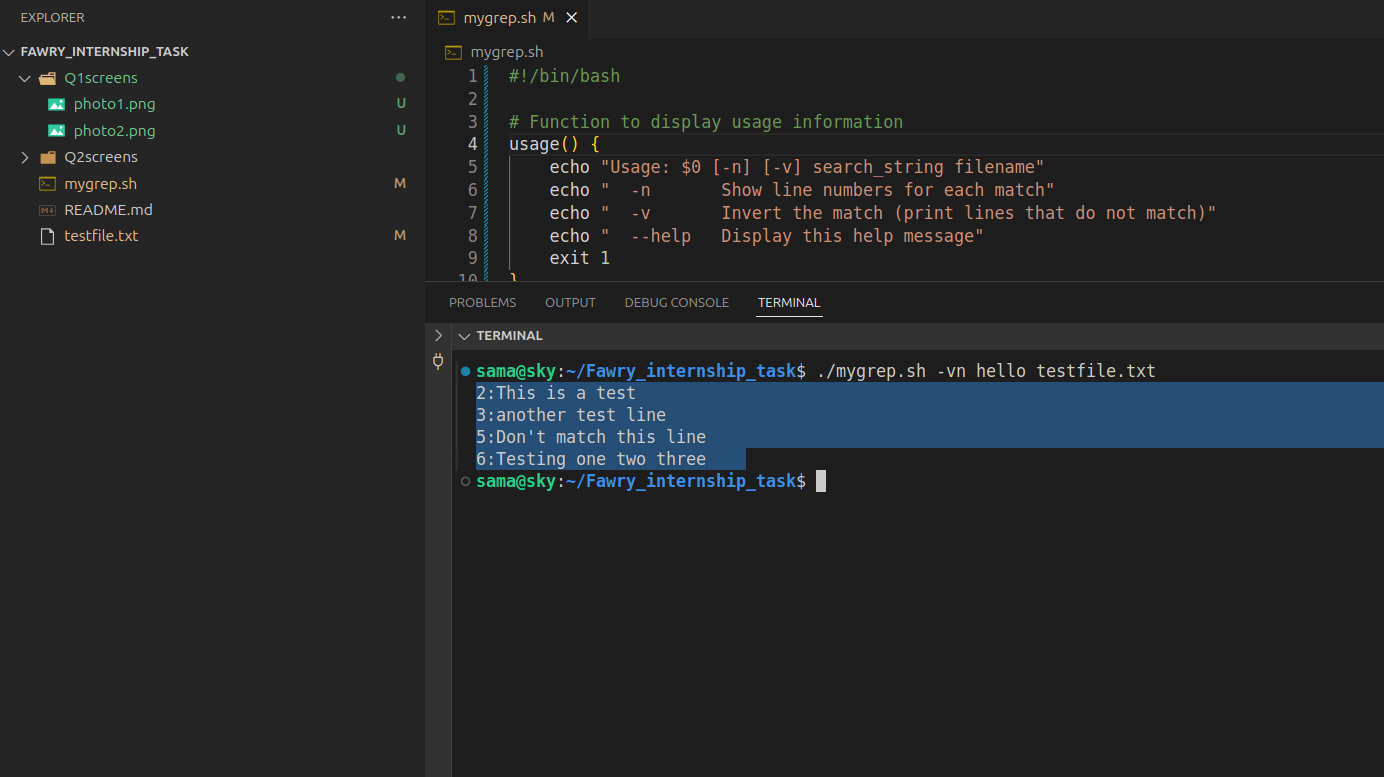 EXPLORER
···
FAWRY_INTERNSHIP_TASK
Q1screens
photo1.png U
photo2.png U
Q2screens
mygrep.sh M
README.md
testfile.txt M
mygrep.sh M
mygrep.sh
1 #!/bin/bash
2
3 # Function to display usage information
4 usage() {
5 echo "Usage: $0 [-n] [-v] search_string filename"
6 echo "  -n       Show line numbers for each match"
7 echo "  -v       Invert the match (print lines that do not match)"
8 echo "  --help   Display this help message"
9 exit 1
10 }
PROBLEMS OUTPUT DEBUG CONSOLE TERMINAL
TERMINAL
sama@sky:~/Fawry_internship_task$ ./mygrep.sh -vn hello testfile.txt
2:This is a test
3:another test line
5:Don't match this line
6:Testing one two three
sama@sky:~/Fawry_internship_task$